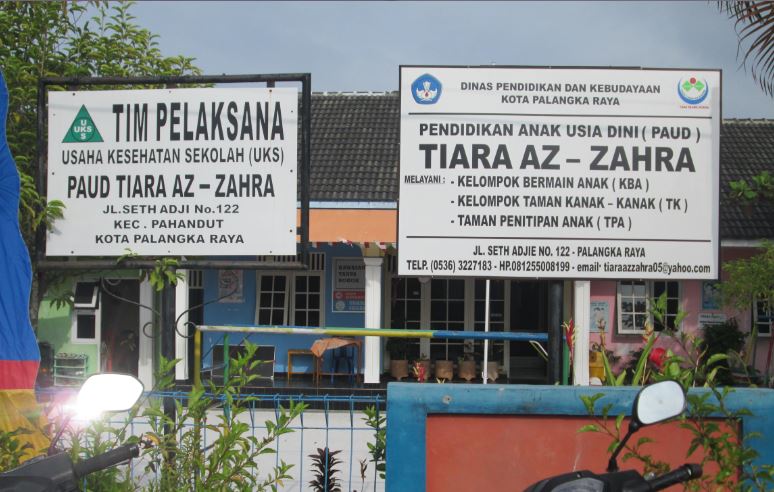 U
UKS
S
TIM PELAKSANA
USAHA KESEHATAN SEKOLAH (UKS)
PAUD TIARA AZ – ZAHRA
JL.SETH ADJI No.122
KEC . PAHANDUT
KOTA PALANGKA RAYA
DINAS PENDIDIKAN DAN KEBUDAYAAN
KOTA PALANGKA RAYA
PENDIDIKAN ANAK USIA DINI ( PAUD )
TIARA AZ – ZAHRA
MELAYANI : - KELOMPOK BERMAIN ANAK ( KBA )
- KELOMPOK TAMAN KANAK – KANAK ( TK )
- TAMAN PENITIPAN ANAK ( TPA )
JL. SETH ADJIE NO. 122 - PALANGKA RAYA
TELP. (0536) 3227183 - HP.081255008199 - email: tiaraazzahra05@yahoo.com
KAWASAN
TANPA
ROKOK